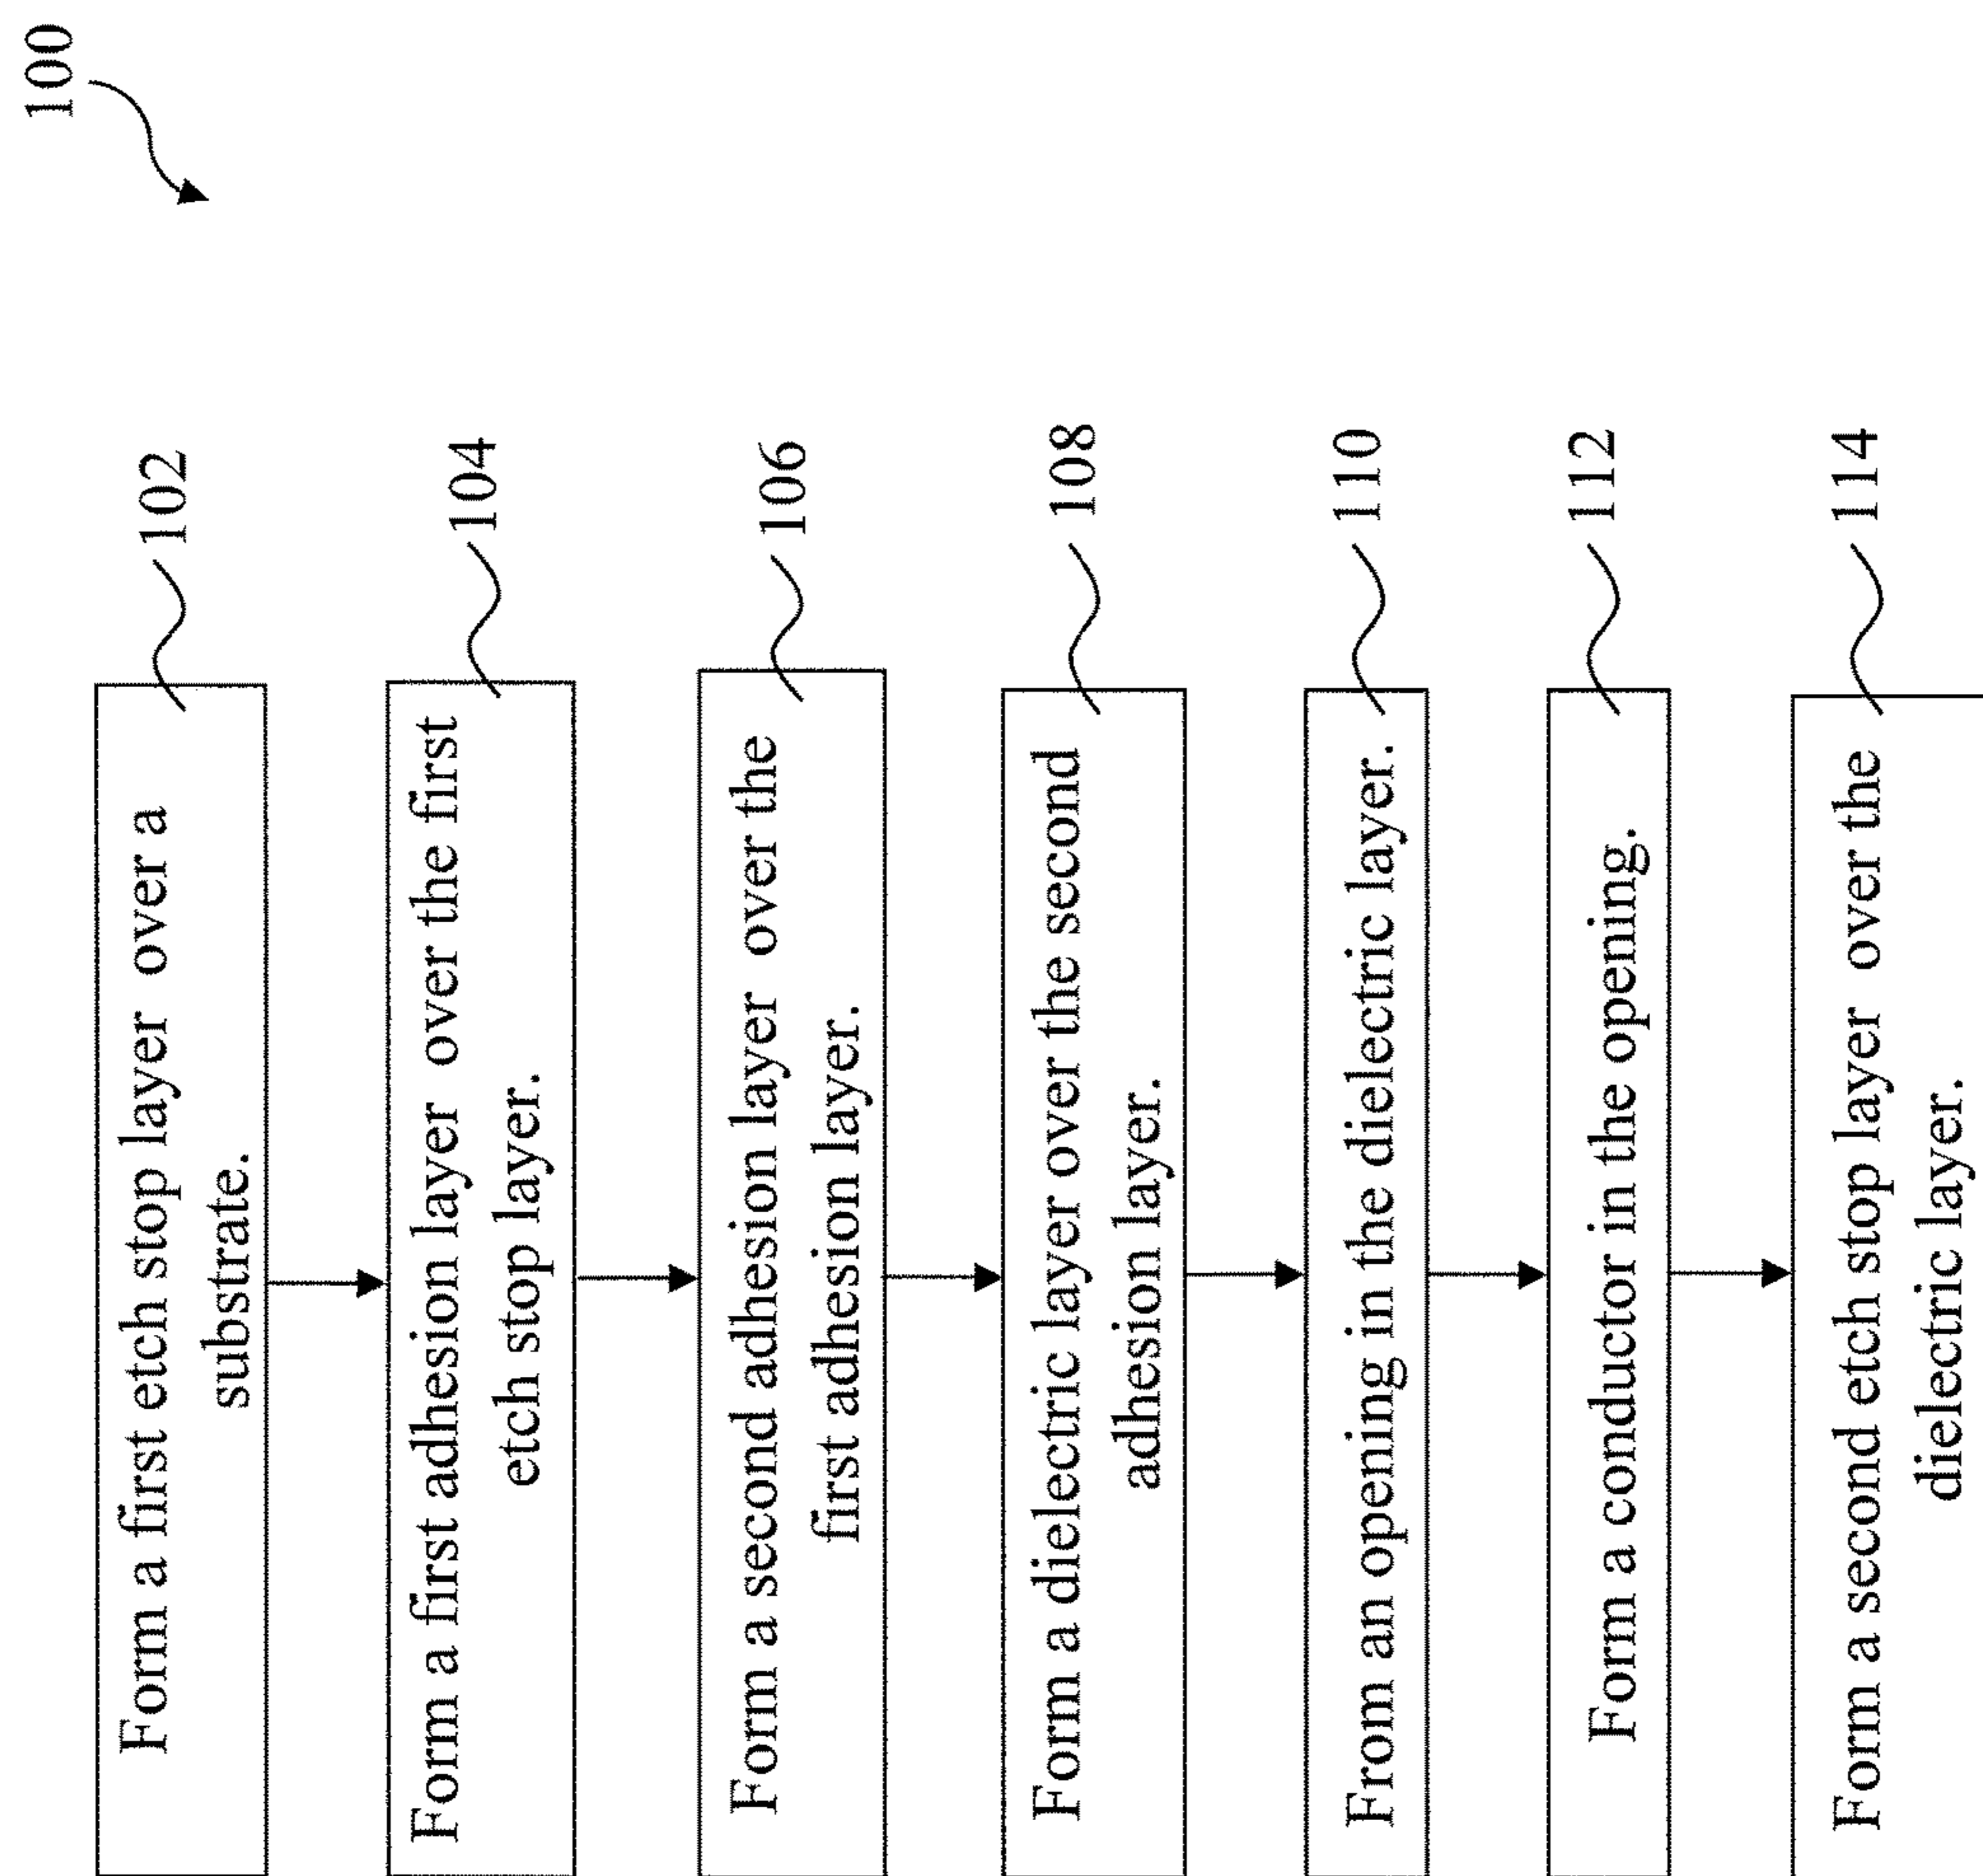 100
Form a first etch stop layer over a
substrate.
102
Form a first adhesion layer over the first
etch stop layer.
104
Form a second adhesion layer over the
first adhesion layer.
106
Form a dielectric layer over the second
adhesion layer.
108
From an opening in the dielectric layer.
110
Form a conductor in the opening.
112
Form a second etch stop layer over the
dielectric layer.
114